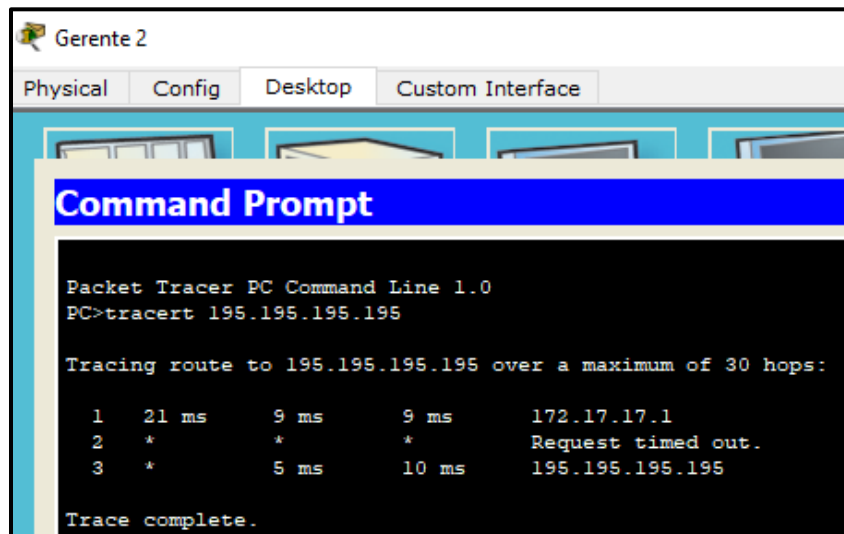 Gerente 2
Physical Config Desktop Custom Interface
Command Prompt
Packet Tracer PC Command Line 1.0
PC>tracert 195.195.195.195
Tracing route to 195.195.195.195 over a maximum of 30 hops:
1 21 ms 9 ms 9 ms 172.17.17.1
2 * * * Request timed out.
3 * 5 ms 10 ms 195.195.195.195
Trace complete.